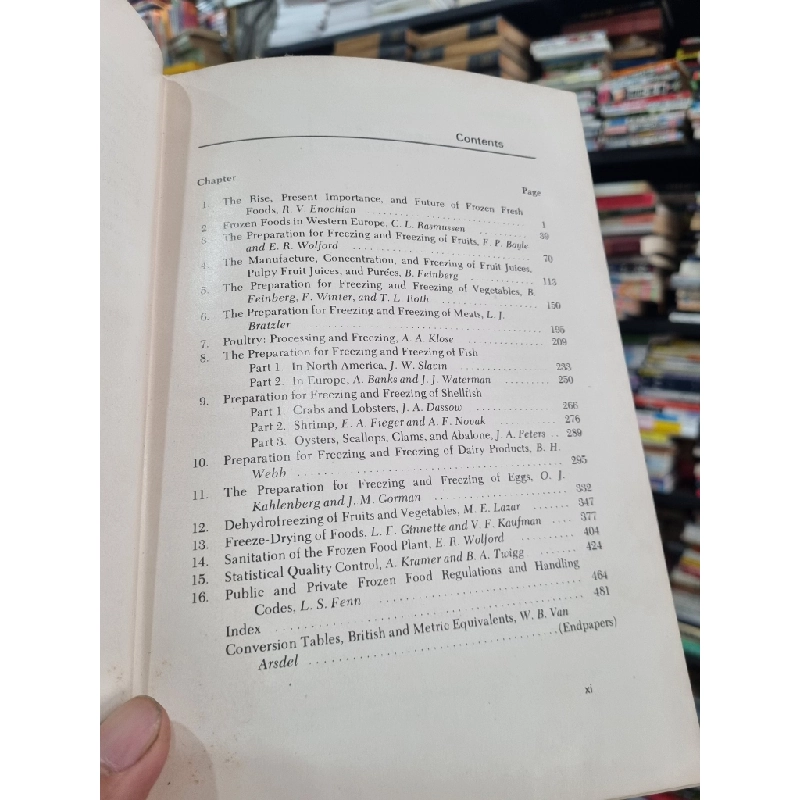 Contents
Chapter Page
1. The Rise, Present Importance, and Future of Frozen Fresh
Foods, R. V. Enochian 1
2. Frozen Foods in Western Europe, C. L. Rasmussen 39
3. The Preparation for Freezing and Freezing of Fruits, F. P. Boyle
and E. R. Wolford 70
4. The Manufacture, Concentration, and Freezing of Fruit Juices,
Pulpy Fruit Juices, and Purées, B. Feinberg 113
5. The Preparation for Freezing and Freezing of Vegetables, B.
Feinberg, F. Winter, and T. L. Roth 150
6. The Preparation for Freezing and Freezing of Meats, L. J.
Bratzler
7. Poultry: Processing and Freezing, A. A. Klose 209
8. The Preparation for Freezing and Freezing of Fish
Part 1. In North America, J. W. Slavin 233
Part 2. In Europe, A. Banks and J. J. Waterman 250
9. Preparation for Freezing and Freezing of Shellfish
Part 1. Crabs and Lobsters, J. A. Dassow 266
Part 2. Shrimp, E. A. Fieger and A. F. Novak 276
Part 3. Oysters, Scallops, Clams, and Abalone, J. A. Peters .. 289
10. Preparation for Freezing and Freezing of Dairy Products, B. H.
Webb 295
11. The Preparation for Freezing and Freezing of Eggs, O. J.
Kahlenberg and J. M. Gorman 332
12. Dehydrofreezing of Fruits and Vegetables, M. E. Lazar 347
13. Freeze-Drying of Foods, L. F. Ginnette and V. F. Kaufman 377
14. Sanitation of the Frozen Food Plant, E. R. Wolford 404
15. Statistical Quality Control, A. Kramer and B. A. Twigg 424
16. Public and Private Frozen Food Regulations and Handling
Codes, L. S. Fenn 464
Index 481
Conversion Tables, British and Metric Equivalents, W. B. Van
Arsdel (Endpapers)
xi